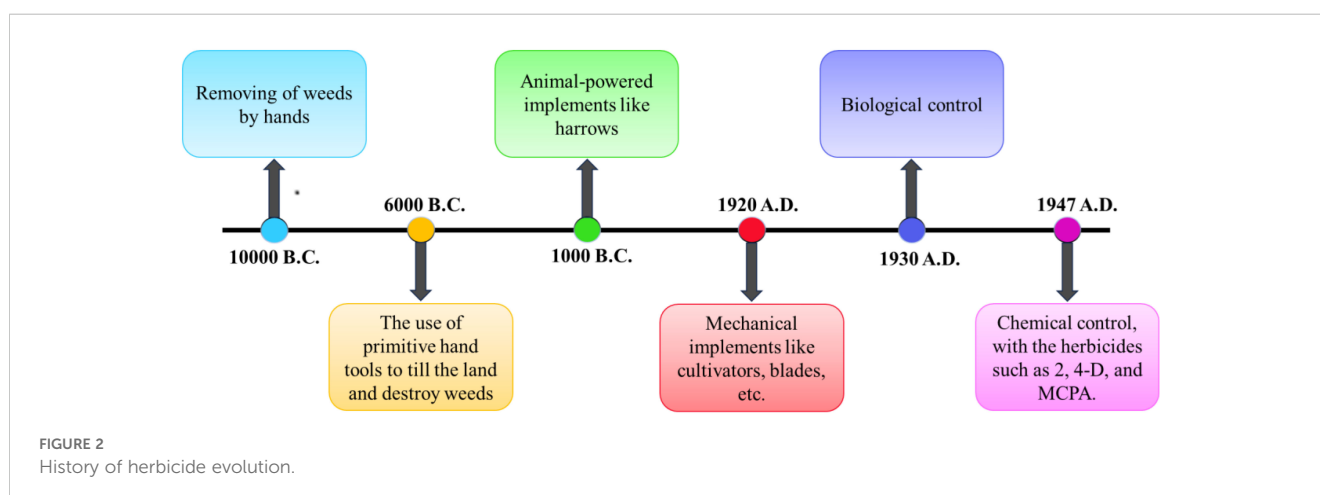 Removing of weeds
by hands
Animal-powered
implements like
harrows
Biological control
6000 B.C.
1920 A.D.
1947 A.D.
10000 B.C.
1000 B.C.
1930 A.D.
The use of
primitive hand
tools to till the land
and destroy weeds
Mechanical
implements like
cultivators, blades,
etc.
Chemical control,
with the herbicides
such as 2, 4-D, and
MCPA.
FIGURE 2
History of herbicide evolution.